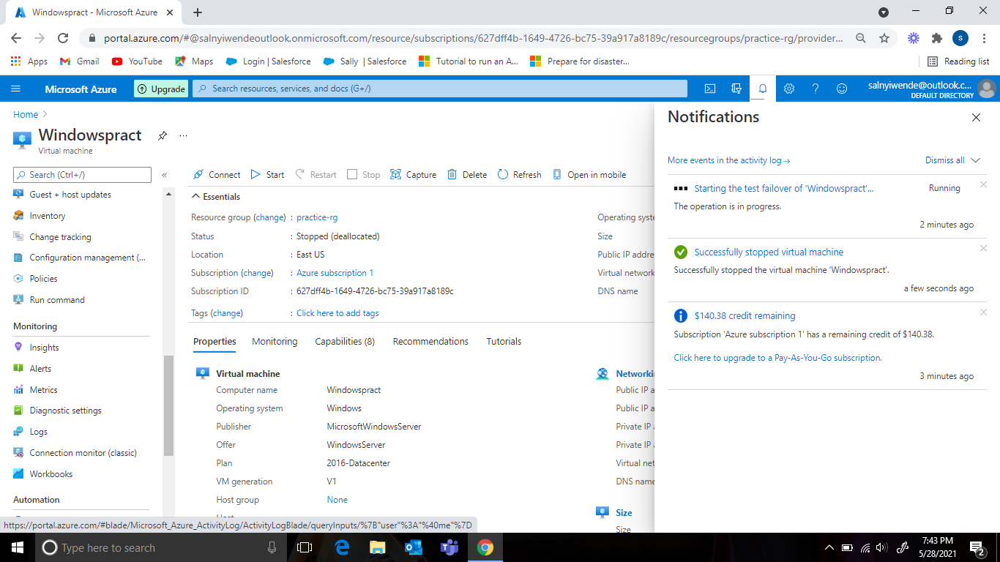 Windowspract - Microsoft Azure
portal.azure.com/#@salnyiwendeoutlook.onmicrosoft.com/resource/subscriptions/627dff4b-1649-4726-bc75-39a917a8189c/resourcegroups/practice-rg/provider...
S
Apps Gmail YouTube Maps Login | Salesforce Sally | Salesforce Tutorial to run an A... Prepare for disaster... Reading list
Microsoft Azure Upgrade Search resources, services, and docs (G+/) salnyiwende@outlook.c...
DEFAULT DIRECTORY
Home
Windowspract
Virtual machine
Search (Ctrl+/)
Guest + host updates
Inventory
Change tracking
Configuration management (...
Policies
Run command
Monitoring
Insights
Alerts
Metrics
Diagnostic settings
Logs
Connection monitor (classic)
Workbooks
Automation
Connect Start Restart Stop Capture Delete Refresh Open in mobile
Essentials
Resource group (change) : practice-rg
Status : Stopped (deallocated)
Location : East US
Subscription (change) : Azure subscription 1
Subscription ID : 627dff4b-1649-4726-bc75-39a917a8189c
Tags (change) : Click here to add tags
Operating syste
Size
Public IP addre
Virtual network
DNS name
Properties Monitoring Capabilities (8) Recommendations Tutorials
Virtual machine
Computer name Windowspract
Operating system Windows
Publisher MicrosoftWindowsServer
Offer WindowsServer
Plan 2016-Datacenter
VM generation V1
Host group None
Host
Networki
Public IP a
Public IP a
Private IP a
Private IP a
Virtual net
DNS name
Size
Size
Notifications
More events in the activity log → Dismiss all
Starting the test failover of 'Windowspract'... Running
The operation is in progress.
2 minutes ago
Successfully stopped virtual machine
Successfully stopped the virtual machine 'Windowspract'.
a few seconds ago
$140.38 credit remaining
Subscription 'Azure subscription 1' has a remaining credit of $140.38.
Click here to upgrade to a Pay-As-You-Go subscription.
3 minutes ago
https://portal.azure.com/#blade/Microsoft_Azure_ActivityLog/ActivityLogBlade/queryInputs/%7B"user"%3A"%40me"%7D
Type here to search
7:43 PM
5/28/2021
2